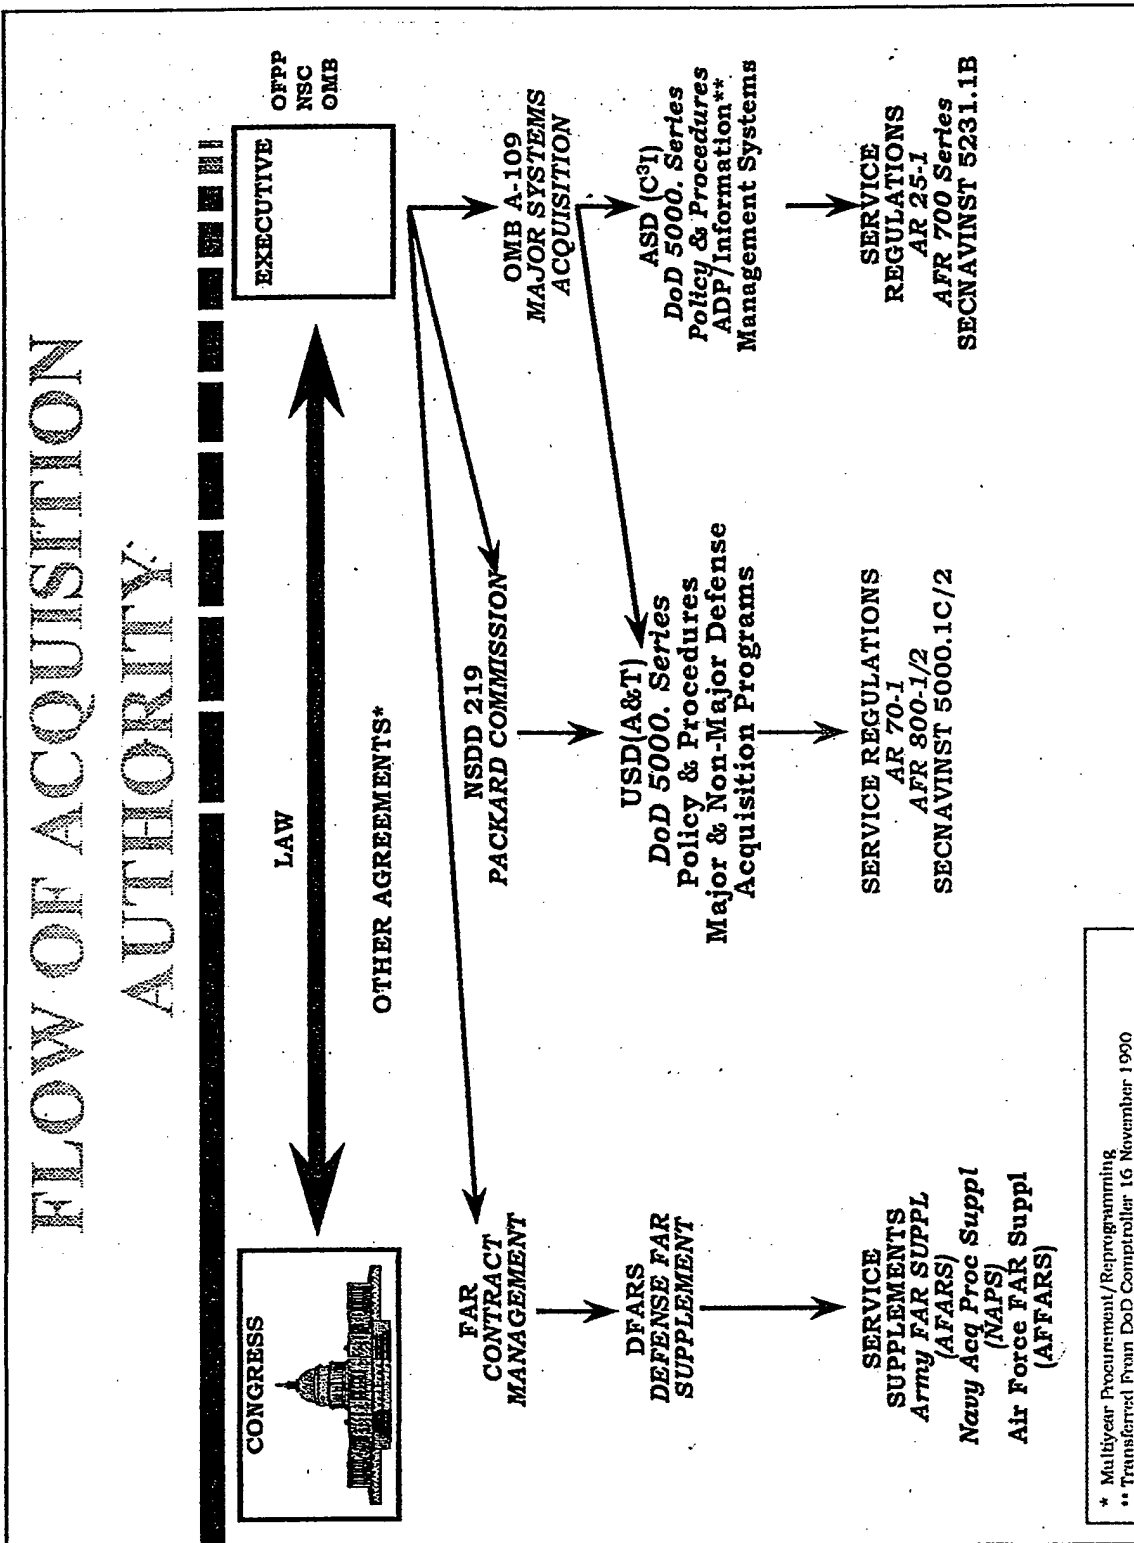 FLOW OF ACQUISITION
AUTHORITY
CONGRESS
LAW
OTHER AGREEMENTS*
EXECUTIVE
OFPP
NSC
OMB
FAR
CONTRACT
MANAGEMENT
NSDD 219
PACKARD COMMISSION
OMB A-109
MAJOR SYSTEMS
ACQUISITION
DFARS
DEFENSE FAR
SUPPLEMENT
USD(A&T)
DoD 5000. Series
Policy & Procedures
Major & Non-Major Defense
Acquisition Programs
ASD (C³I)
DoD 5000. Series
Policy & Procedures
ADP/Information**
Management Systems
SERVICE
SUPPLEMENTS
Army FAR SUPPL
(AFARS)
Navy Acq Proc Suppl
(NAPS)
Air Force FAR Suppl
(AFFARS)
SERVICE REGULATIONS
AR 70-1
AFR 800-1/2
SECNAVINST 5000.1C/2
SERVICE
REGULATIONS
AR 25-1
AFR 700 Series
SECNAVINST 5231.1B
* Multiyear Procurement/Reprogramming
** Transferred From DoD Comptroller 16 November 1990